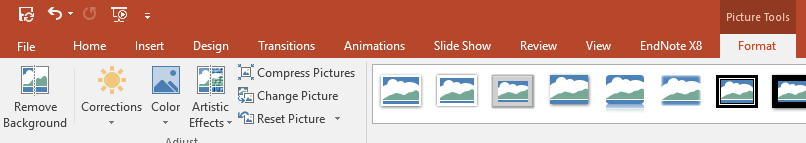 Picture Tools
File Home Insert Design Transitions Animations Slide Show Review View EndNote X8 Format
Remove Background
Corrections
Color
Artistic Effects
Compress Pictures
Change Picture
Reset Picture
Adjust